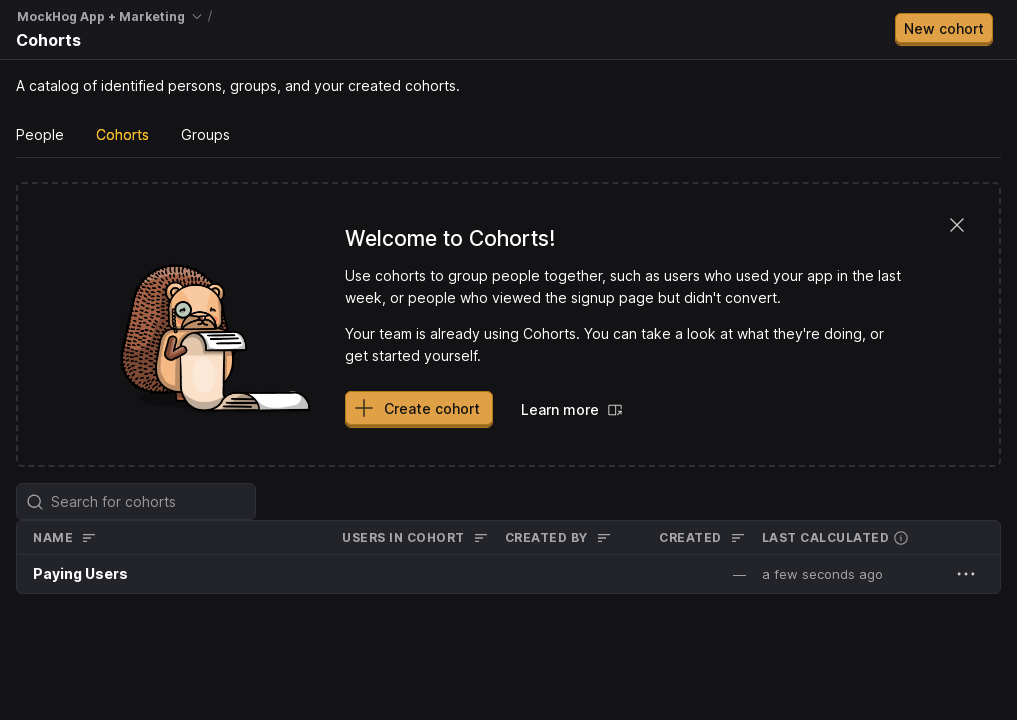 MockHog App + Marketing /
Cohorts
New cohort
A catalog of identified persons, groups, and your created cohorts.
People Cohorts Groups
Welcome to Cohorts!
Use cohorts to group people together, such as users who used your app in the last
week, or people who viewed the signup page but didn't convert.
Your team is already using Cohorts. You can take a look at what they're doing, or
get started yourself.
Create cohort Learn more
Search for cohorts
NAME USERS IN COHORT CREATED BY CREATED LAST CALCULATED
Paying Users — a few seconds ago